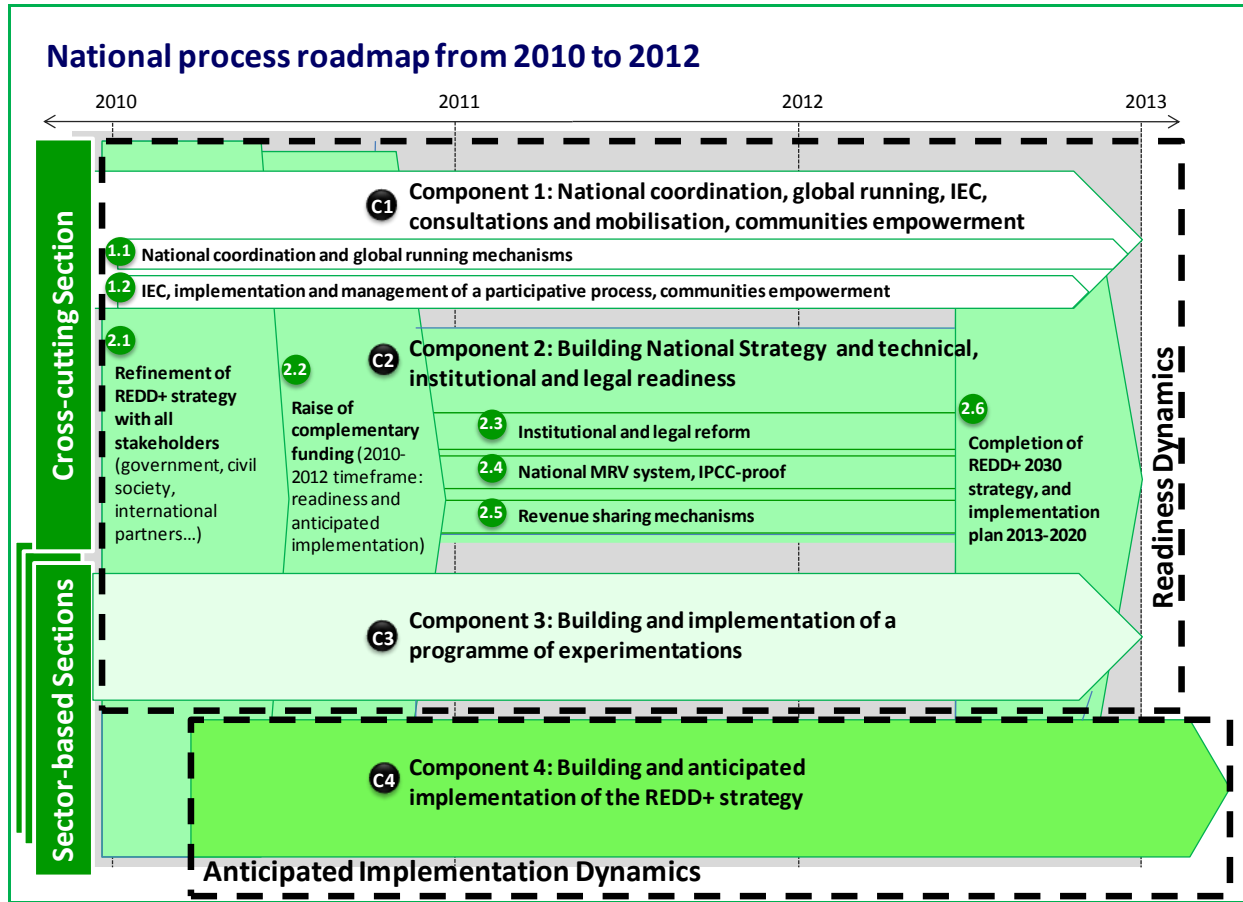 National process roadmap from 2010 to 2012
2010
2011
2012
2013
Cross-cutting Section
C1
Component 1: National coordination, global running, IEC,
consultations and mobilisation, communities empowerment
1.1
National coordination and global running mechanisms
1.2
IEC, implementation and management of a participative process, communities empowerment
2.1
Refinement of
REDD+ strategy
with all
stakeholders
(government, civil
society,
international
partners...)
2.2
Raise of
complementary
funding (2010-
2012 timeframe:
readiness and
anticipated
implementation)
C2
Component 2: Building National Strategy and technical,
institutional and legal readiness
2.3
Institutional and legal reform
2.4
National MRV system, IPCC-proof
2.5
Revenue sharing mechanisms
2.6
Completion of
REDD+ 2030
strategy, and
implementation
plan 2013-2020
Readiness Dynamics
Sector-based Sections
C3
Component 3: Building and implementation of a
programme of experimentations
C4
Component 4: Building and anticipated
implementation of the REDD+ strategy
Anticipated Implementation Dynamics